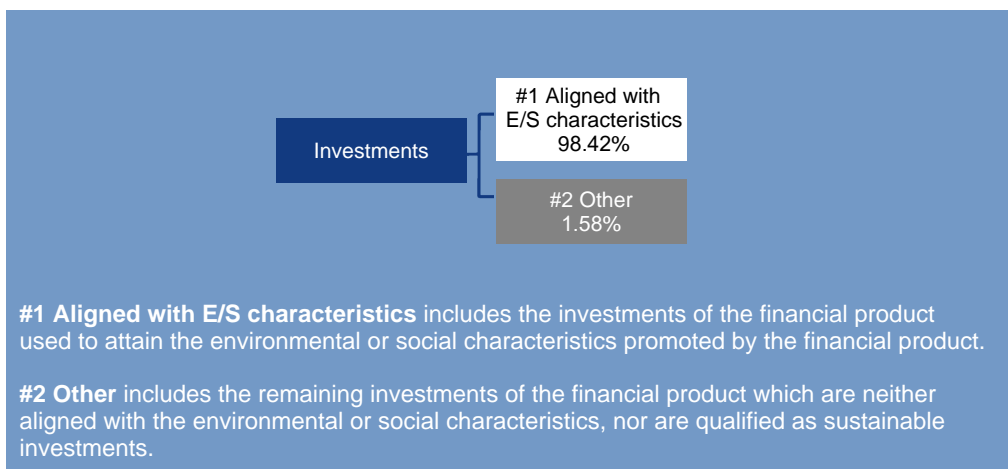 #1 Aligned with
E/S characteristics
98.42%
Investments
#2 Other
1.58%
#1 Aligned with E/S characteristics includes the investments of the financial product
used to attain the environmental or social characteristics promoted by the financial product.
#2 Other includes the remaining investments of the financial product which are neither
aligned with the environmental or social characteristics, nor are qualified as sustainable
investments.